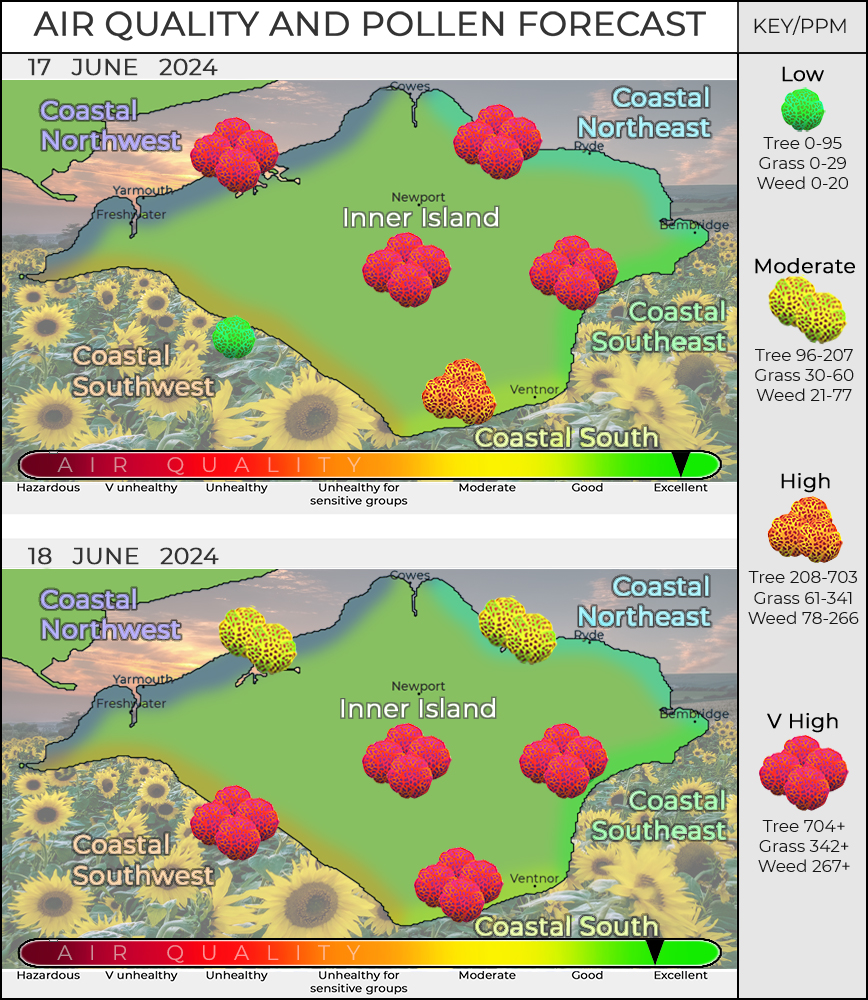 AIR QUALITY AND POLLEN FORECAST
KEY/PPM
17 JUNE 2024
Cowes
Coastal
Northwest
Coastal
Northeast
Ryde
Yarmouth
Freshwater
Newport
Inner Island
Bembridge
Coastal
Southeast
Coastal
Southwest
Ventnor
Coastal South
AIR QUALITY
Hazardous
V unhealthy
Unhealthy
Unhealthy for
sensitive groups
Moderate
Good
Excellent
18 JUNE 2024
Cowes
Coastal
Northwest
Coastal
Northeast
Ryde
Yarmouth
Freshwater
Newport
Inner Island
Bembridge
Coastal
Southeast
Coastal
Southwest
Ventnor
Coastal South
AIR QUALITY
Hazardous
V unhealthy
Unhealthy
Unhealthy for
sensitive groups
Moderate
Good
Excellent
Low
Tree 0-95
Grass 0-29
Weed 0-20
Moderate
Tree 96-207
Grass 30-60
Weed 21-77
High
Tree 208-703
Grass 61-341
Weed 78-266
V High
Tree 704+
Grass 342+
Weed 267+